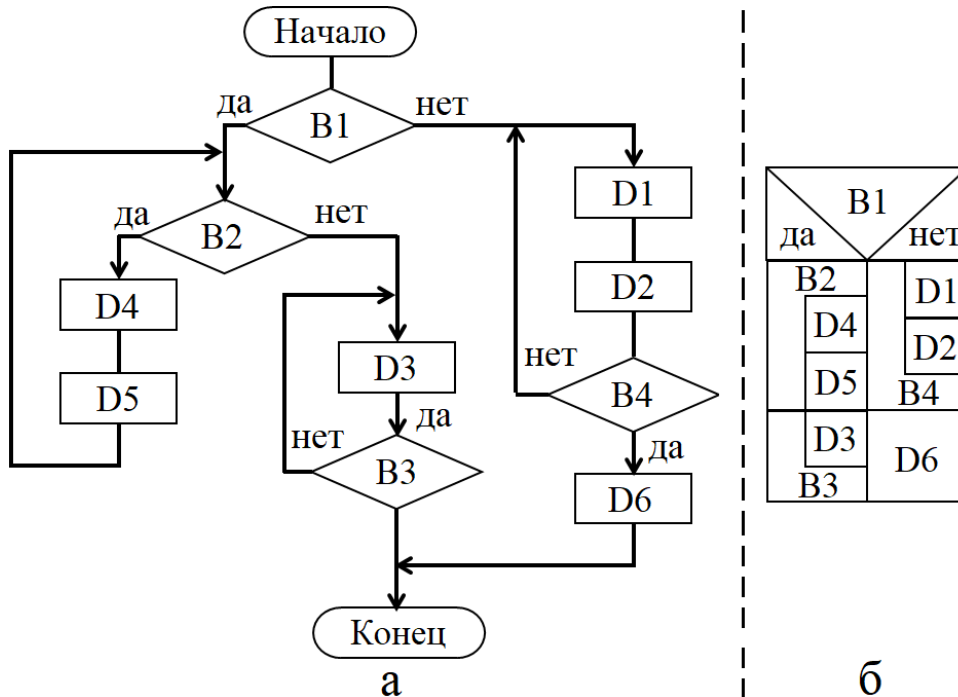 Начало
да
нет
B1
D1
да
нет
B2
D2
D4
нет
D3
B4
D5
да
нет
да
B3
D6
Конец
а
B1
да
нет
B2
D1
D4
D2
D5
B4
D3
D6
B3
б